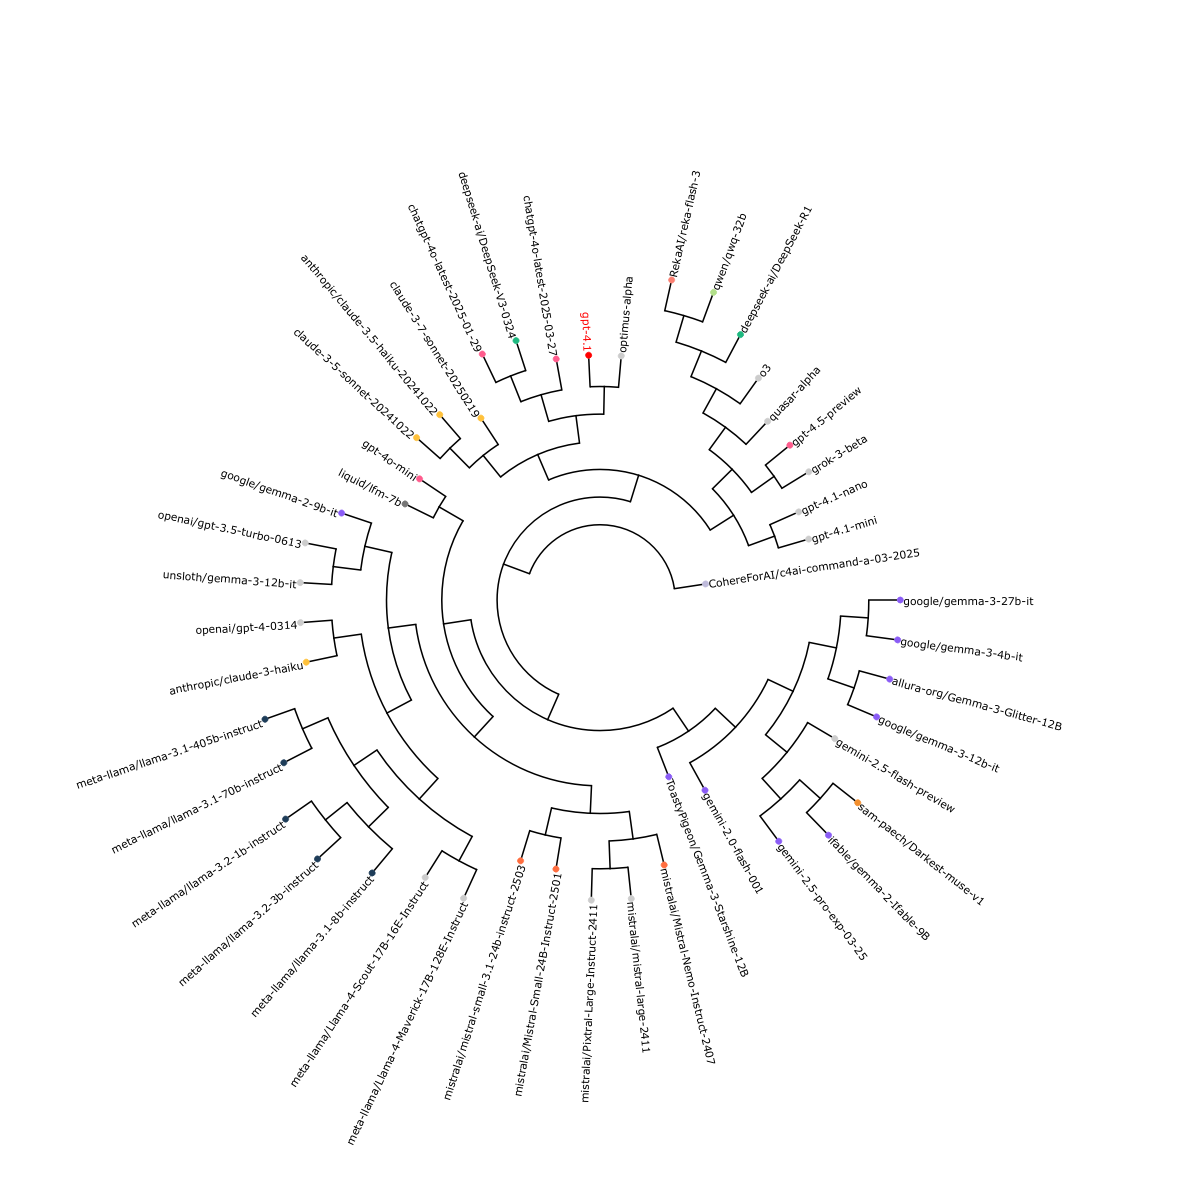 RekaAI/reka-flash-3
qwen/qwq-32b
deepseek-ai/DeepSeek-R1
o3
quasar-alpha
gpt-4.5-preview
grok-3-beta
gpt-4.1-nano
gpt-4.1-mini
CohereForAI/c4ai-command-a-03-2025
google/gemma-3-27b-it
google/gemma-3-4b-it
allura-org/Gemma-3-Glitter-12B
google/gemma-3-12b-it
gemini-2.5-flash-preview
sam-paech/Darkest-muse-v1
ifable/gemma-2-Ifable-9B
gemini-2.5-pro-exp-03-25
gemini-2.0-flash-001
ToastyPigeon/Gemma-3-Starshine-12B
mistralai/Mistral-Nemo-Instruct-2407
mistralai/mistral-large-2411
mistralai/Pixtral-Large-Instruct-2411
mistralai/Mistral-Small-24B-Instruct-2501
mistralai/mistral-small-3.1-24b-instruct-2503
meta-llama/Llama-4-Maverick-17B-128E-Instruct
meta-llama/Llama-4-Scout-17B-16E-Instruct
meta-llama/llama-3.1-8b-instruct
meta-llama/llama-3.2-3b-instruct
meta-llama/llama-3.2-1b-instruct
meta-llama/llama-3.1-70b-instruct
meta-llama/llama-3.1-405b-instruct
anthropic/claude-3-haiku
openai/gpt-4-0314
unsloth/gemma-3-12b-it
openai/gpt-3.5-turbo-0613
google/gemma-2-9b-it
liquid/lfm-7b
gpt-4o-mini
claude-3-5-sonnet-20241022
anthropic/claude-3.5-haiku-20241022
claude-3-7-sonnet-20250219
chatgpt-4o-latest-2025-01-29
deepseek-ai/DeepSeek-V3-0324
chatgpt-4o-latest-2025-03-27
gpt-4.1
optimus-alpha